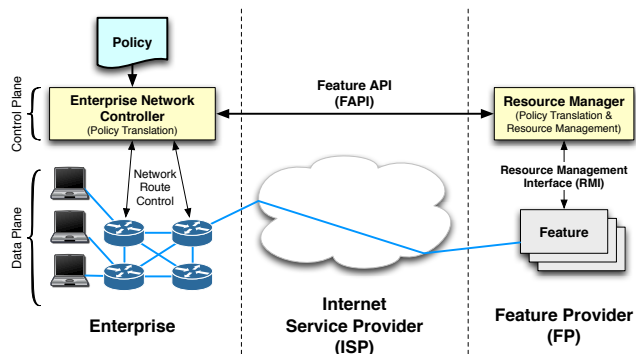 Policy
Control Plane
Enterprise Network
Controller
(Policy Translation)
Feature API
(FAPI)
Resource Manager
(Policy Translation &
Resource Management)
Network
Route
Control
Resource Management
Interface (RMI)
Data Plane
Feature
Enterprise
Internet
Service Provider
(ISP)
Feature Provider
(FP)